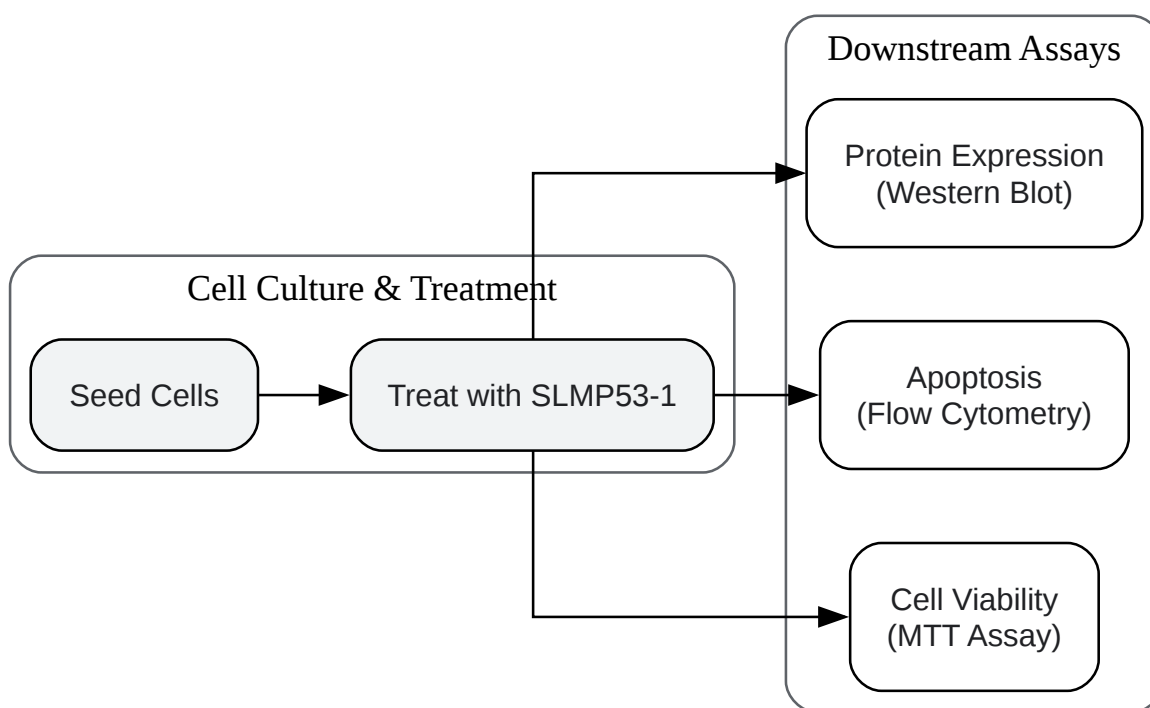 Downstream Assays
Protein Expression
(Western Blot)
Cell Culture & Treatment
Seed Cells
Treat with SLMP53-1
Apoptosis
(Flow Cytometry)
Cell Viability
(MTT Assay)